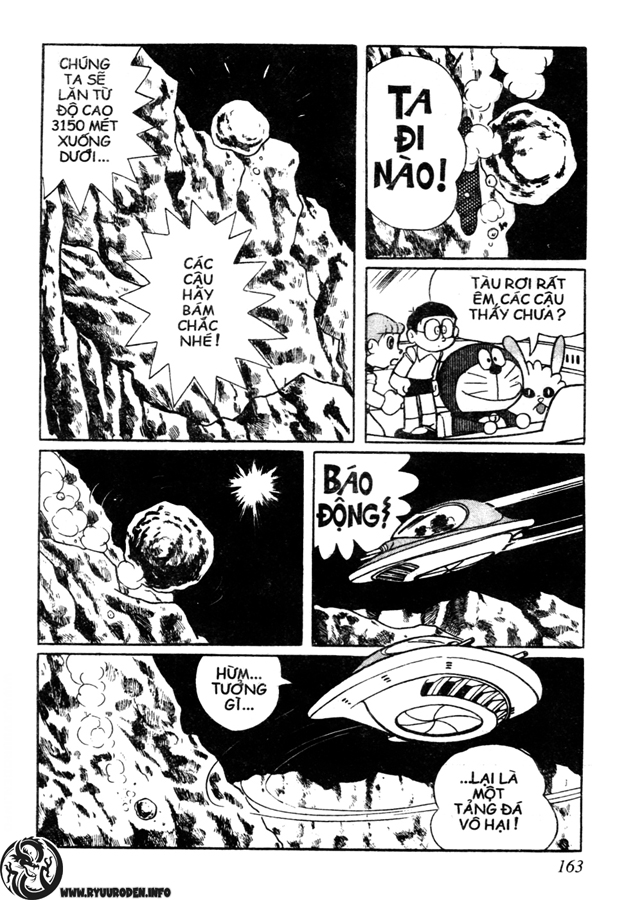 CHÚNG
TA SẼ
LĂN TỪ
ĐỘ CAO
3150 MÉT
XUỐNG
DƯỚI...
CÁC
CẬU
HÃY
BÁM
CHẮC
NHÉ!
TA
ĐI
NÀO!
TÀU RƠI RẤT
ÊM, CÁC CẬU
THẤY CHƯA?
BÁO
ĐỘNG!
HỪM...
TƯỞNG
GÌ...
...LẠI LÀ
MỘT
TẢNG ĐÁ
VÔ HẠI!
163
WWW.RYUURODEN.INFO